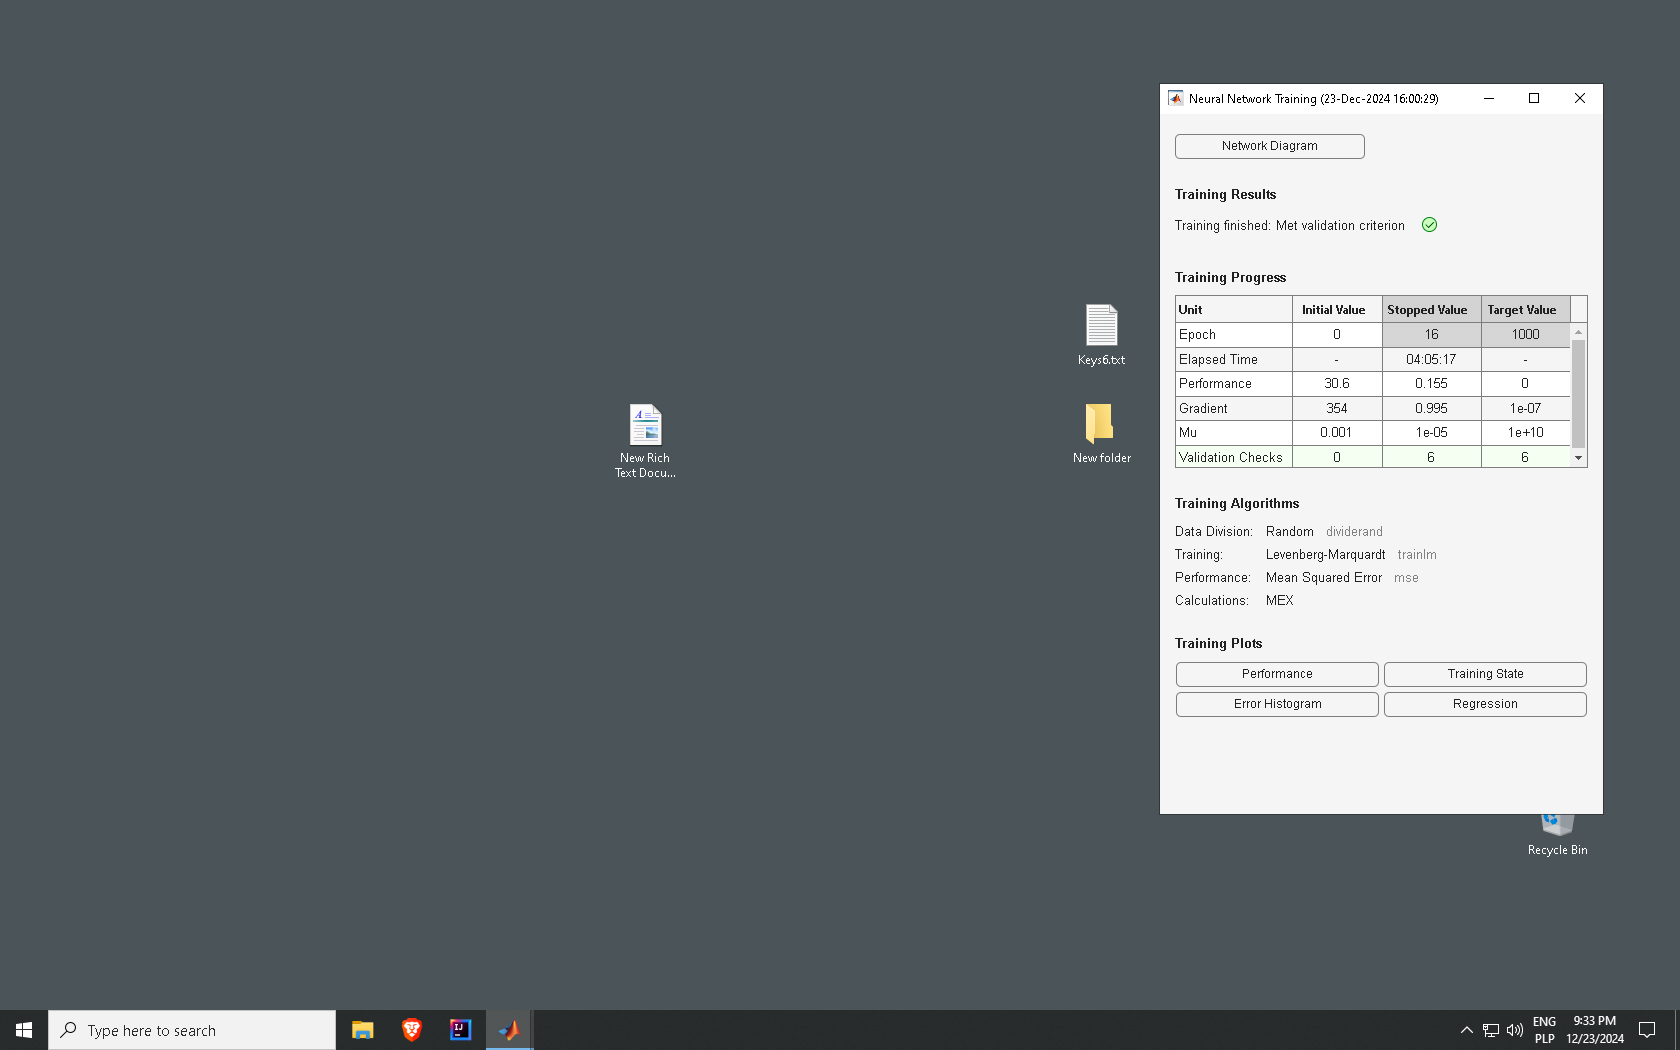 Neural Network Training (23-Dec-2024 16:00:29)
Network Diagram
Training Results
Training finished: Met validation criterion
Training Progress
Unit Initial Value Stopped Value Target Value
Epoch 0 16 1000
Elapsed Time - 04:05:17 -
Performance 30.6 0.155 0
Gradient 354 0.995 1e-07
Mu 0.001 1e-05 1e+10
Validation Checks 0 6 6
Training Algorithms
Data Division: Random dividerand
Training: Levenberg-Marquardt trainlm
Performance: Mean Squared Error mse
Calculations: MEX
Training Plots
Performance Training State
Error Histogram Regression
Keys6.txt
New Rich
Text Docu...
New folder
Recycle Bin
Type here to search
IJ
ENG
PLP
9:33 PM
12/23/2024